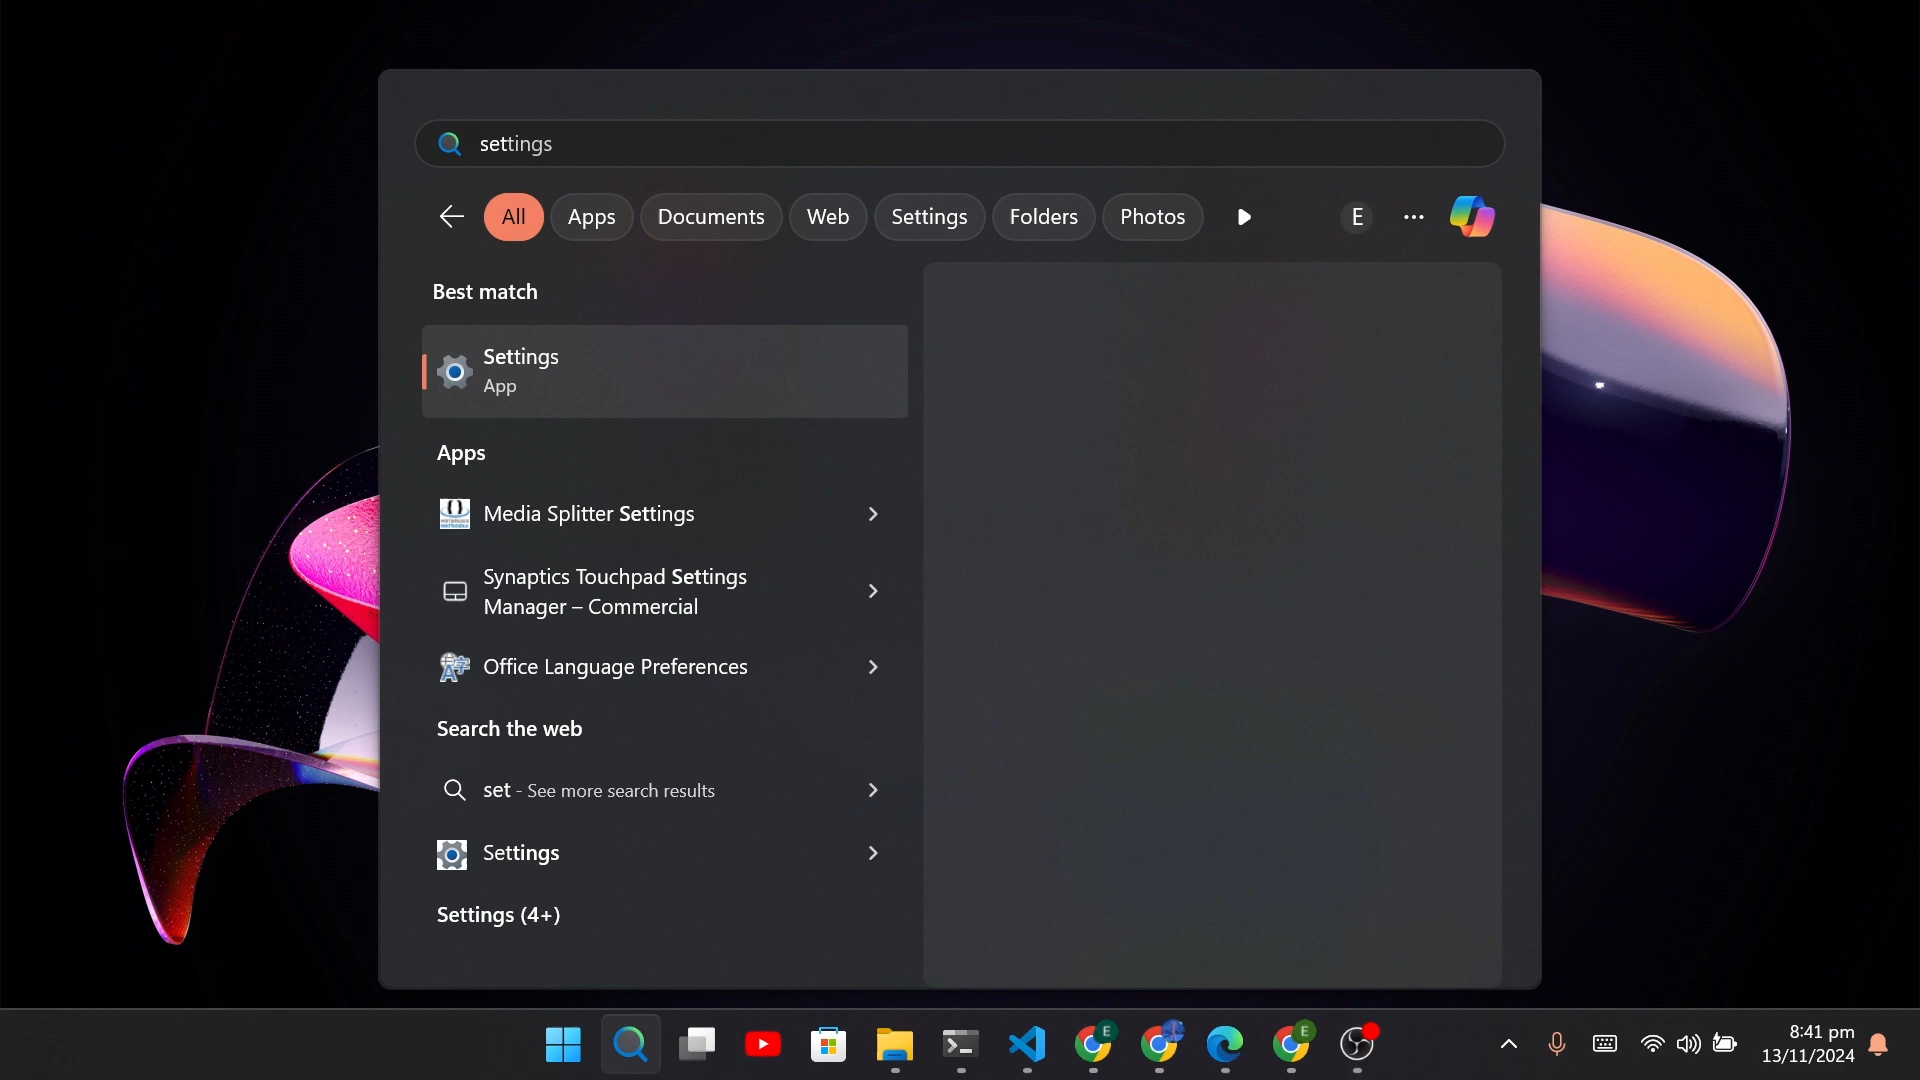 settings
All
Apps
Documents
Web
Settings
Folders
Photos
E
Best match
Settings
App
Apps
Media Splitter Settings
Synaptics Touchpad Settings
Manager – Commercial
Office Language Preferences
Search the web
set - See more search results
Settings
Settings (4+)
E
E
8:41 pm
13/11/2024